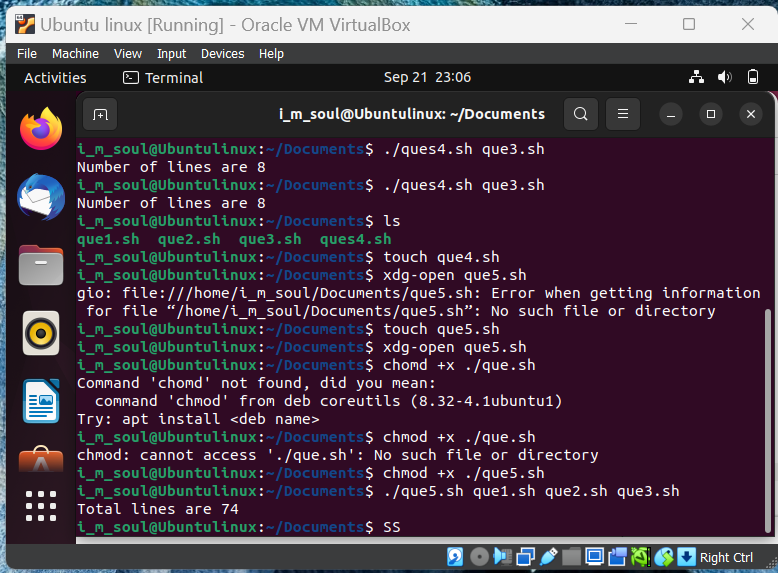 Ubuntu linux [Running] - Oracle VM VirtualBox
File Machine View Input Devices Help
Activities Terminal Sep 21 23:06
i_m_soul@Ubuntulinux: ~/Documents
i_m_soul@Ubuntulinux:~/Documents$ ./ques4.sh que3.sh
Number of lines are 8
i_m_soul@Ubuntulinux:~/Documents$ ./ques4.sh que3.sh
Number of lines are 8
i_m_soul@Ubuntulinux:~/Documents$ ls
que1.sh que2.sh que3.sh ques4.sh
i_m_soul@Ubuntulinux:~/Documents$ touch que4.sh
i_m_soul@Ubuntulinux:~/Documents$ xdg-open que5.sh
gio: file:///home/i_m_soul/Documents/que5.sh: Error when getting information
for file “/home/i_m_soul/Documents/que5.sh”: No such file or directory
i_m_soul@Ubuntulinux:~/Documents$ touch que5.sh
i_m_soul@Ubuntulinux:~/Documents$ xdg-open que5.sh
i_m_soul@Ubuntulinux:~/Documents$ chomd +x ./que.sh
Command 'chomd' not found, did you mean:
command 'chmod' from deb coreutils (8.32-4.1ubuntu1)
Try: apt install <deb name>
i_m_soul@Ubuntulinux:~/Documents$ chmod +x ./que.sh
chmod: cannot access './que.sh': No such file or directory
i_m_soul@Ubuntulinux:~/Documents$ chmod +x ./que5.sh
i_m_soul@Ubuntulinux:~/Documents$ ./que5.sh que1.sh que2.sh que3.sh
Total lines are 74
i_m_soul@Ubuntulinux:~/Documents$ SS
Right Ctrl